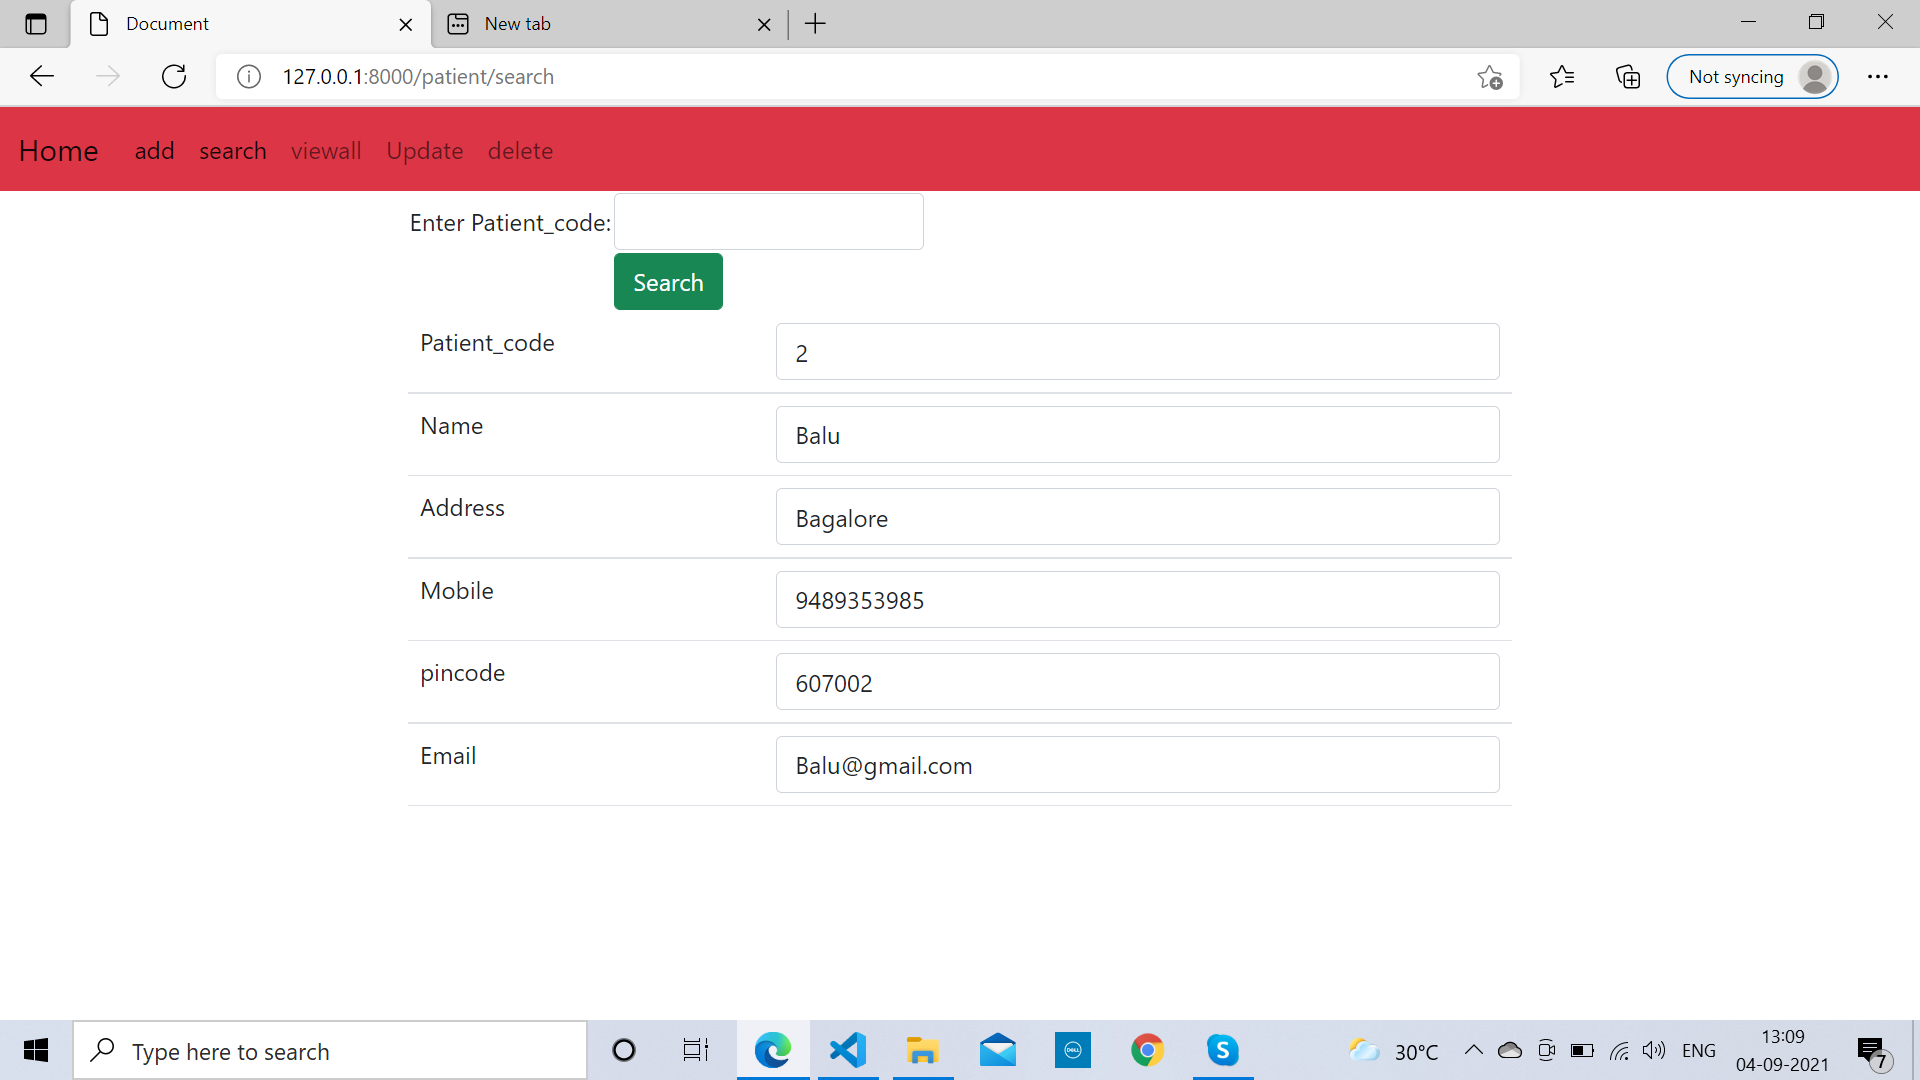 Document
New tab
127.0.0.1:8000/patient/search
Not syncing
Home add search viewall Update delete
Enter Patient_code:
Search
Patient_code 2
Name Balu
Address Bagalore
Mobile 9489353985
pincode 607002
Email Balu@gmail.com
Type here to search
DELL
S
30°C
ENG
13:09
04-09-2021
7